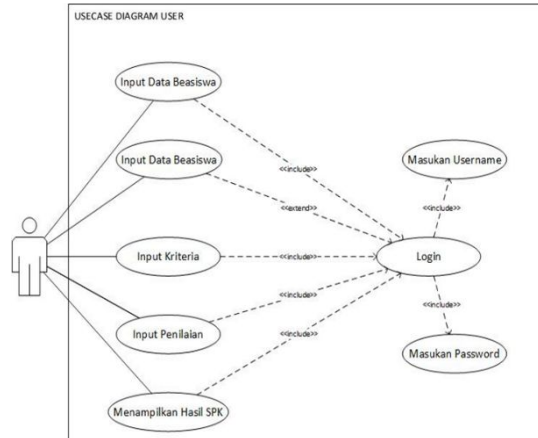 USECASE DIAGRAM USER
Input Data Beasiswa
Input Data Beasiswa
<<include>>
Masukan Username
<<extend>>
<<include>>
Input Kriteria
<<include>>
Login
<<include>>
<<include>>
Input Penilaian
<<include>>
Masukan Password
Menampilkan Hasil SPK